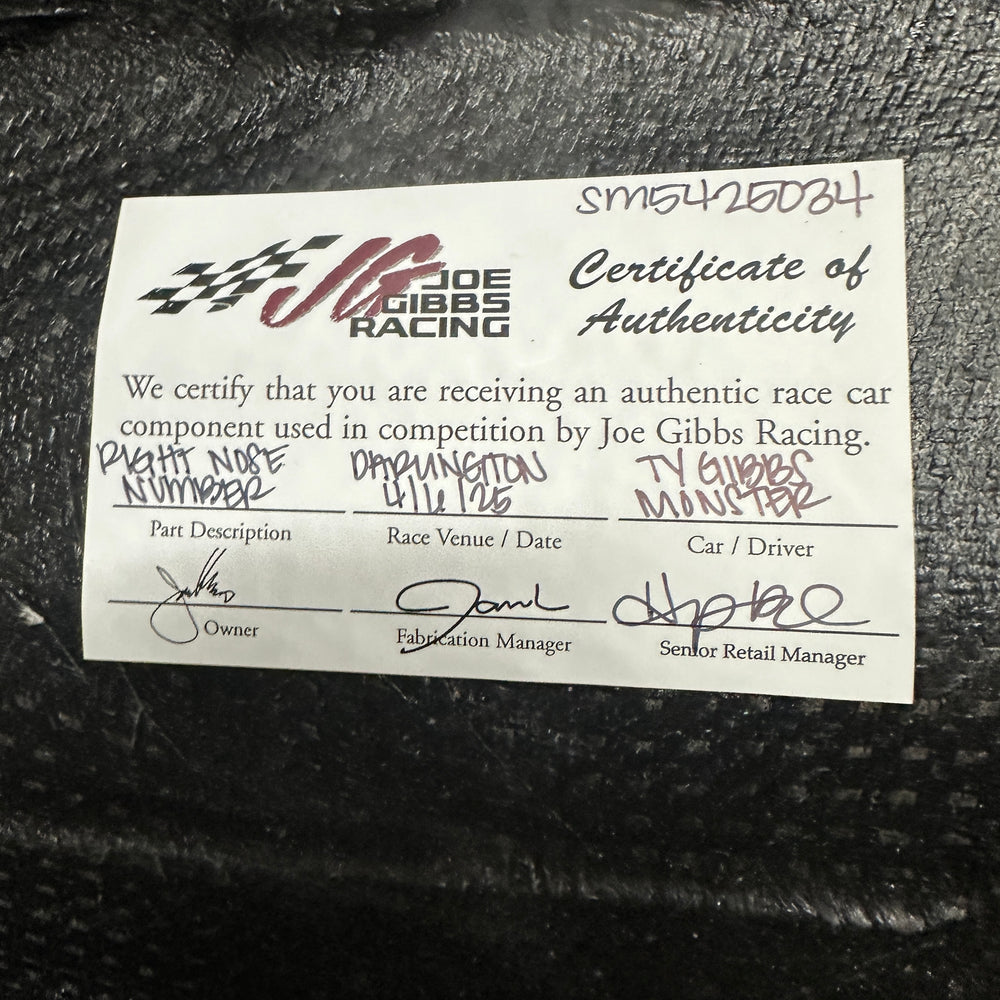 SM5425034
JG JOE
GIBBS
RACING
Certificate of
Authenticity
We certify that you are receiving an authentic race car
component used in competition by Joe Gibbs Racing.
RIGHT NOSE
NUMBER
Part Description
DARLINGTON
4/6/25
Race Venue / Date
TY GIBBS
MONSTER
Car / Driver
Owner
Fabrication Manager
Senior Retail Manager